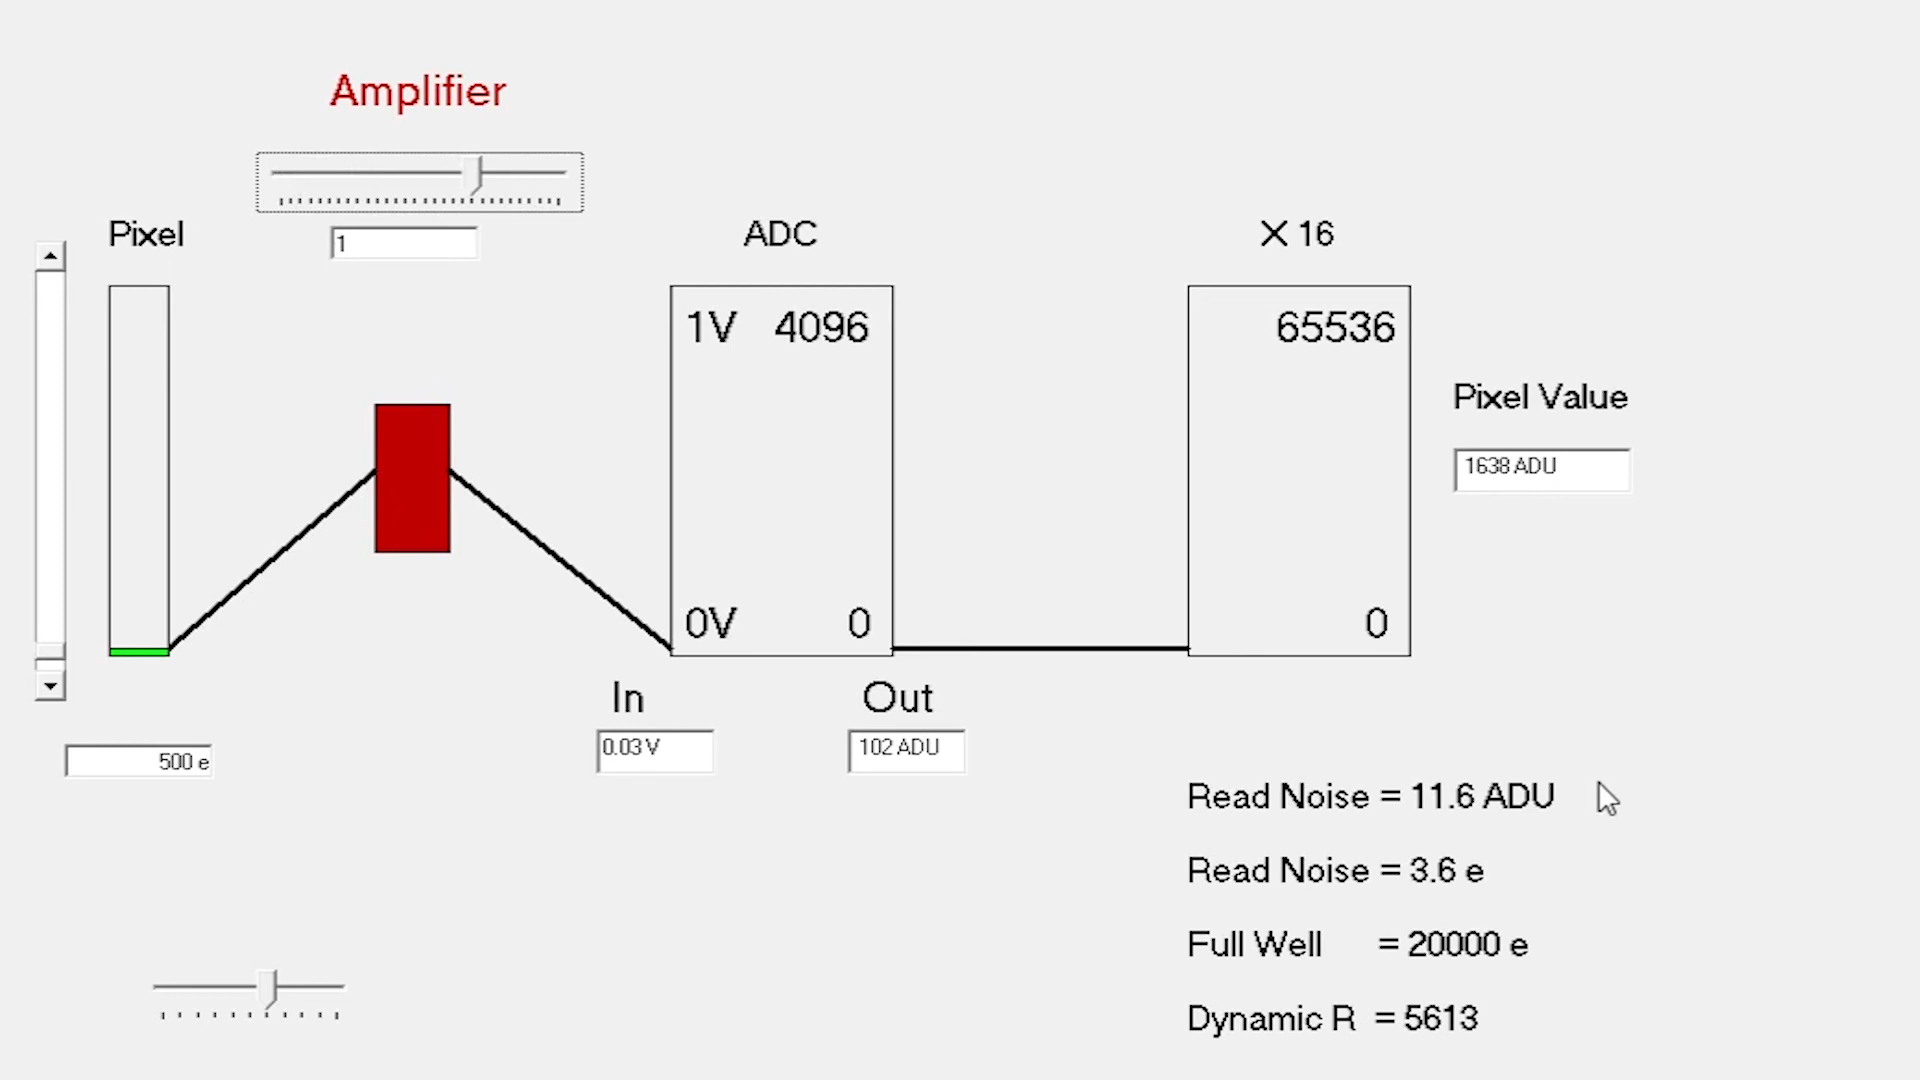 Amplifier
Pixel
1
ADC
X 16
1V 4096
65536
Pixel Value
1638 ADU
0V 0
0
In
Out
0.03 V
102 ADU
500 e
Read Noise = 11.6 ADU
Read Noise = 3.6 e
Full Well = 20000 e
Dynamic R = 5613